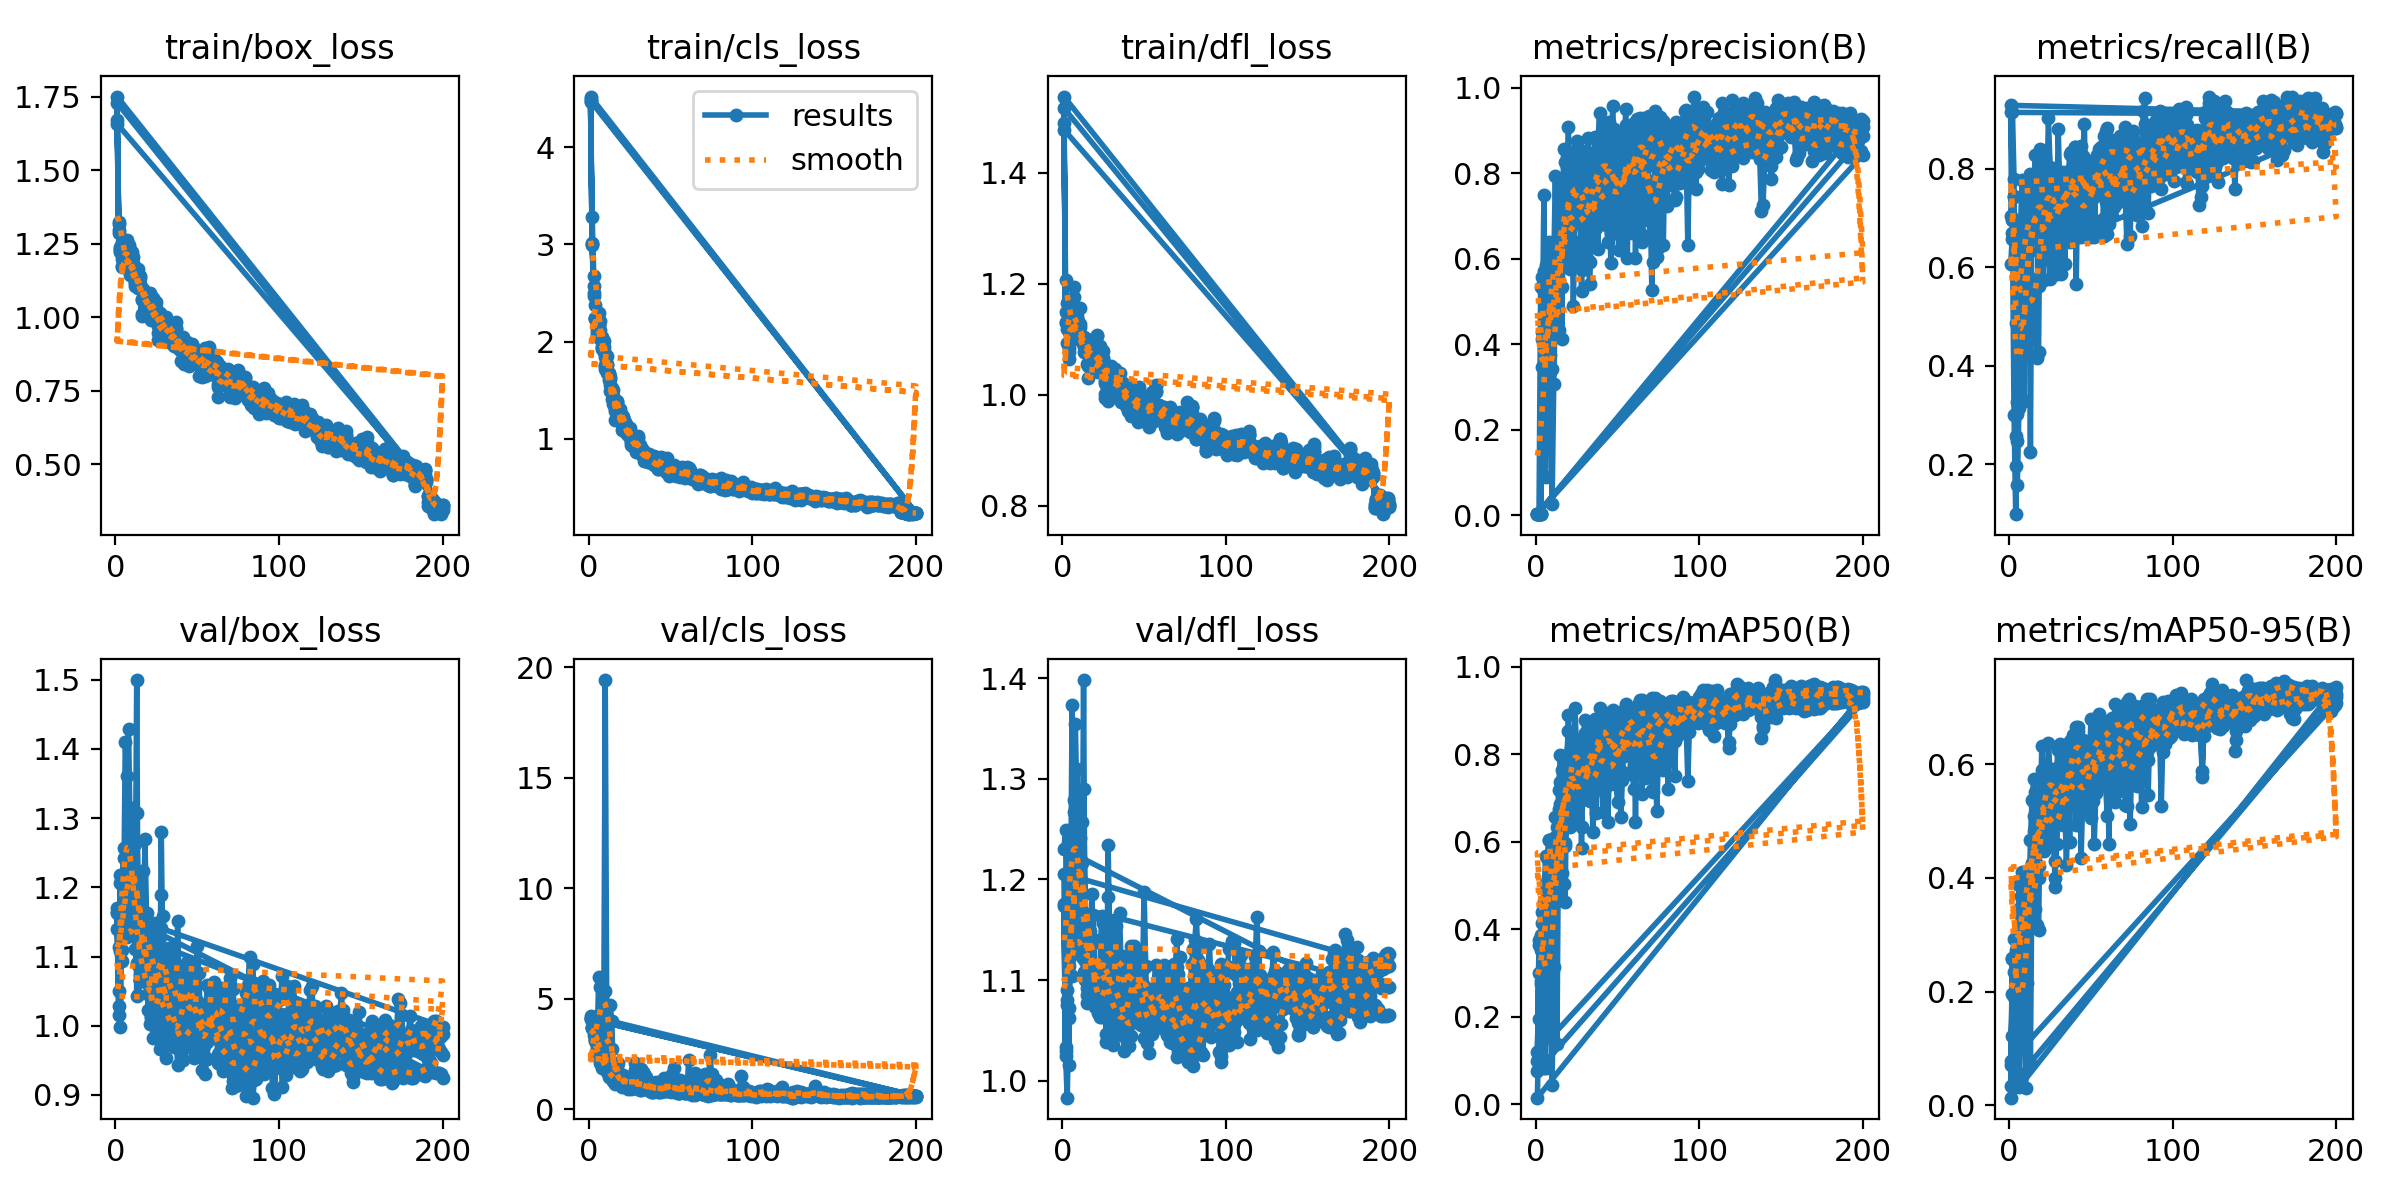 train/box_loss
1.75
1.50
1.25
1.00
0.75
0.50
0 100 200
train/cls_loss
results
smooth
4
3
2
1
0 100 200
train/dfl_loss
1.4
1.2
1.0
0.8
0 100 200
metrics/precision(B)
1.0
0.8
0.6
0.4
0.2
0.0
0 100 200
metrics/recall(B)
0.8
0.6
0.4
0.2
0 100 200
val/box_loss
1.5
1.4
1.3
1.2
1.1
1.0
0.9
0 100 200
val/cls_loss
20
15
10
5
0
0 100 200
val/dfl_loss
1.4
1.3
1.2
1.1
1.0
0 100 200
metrics/mAP50(B)
1.0
0.8
0.6
0.4
0.2
0.0
0 100 200
metrics/mAP50-95(B)
0.6
0.4
0.2
0.0
0 100 200